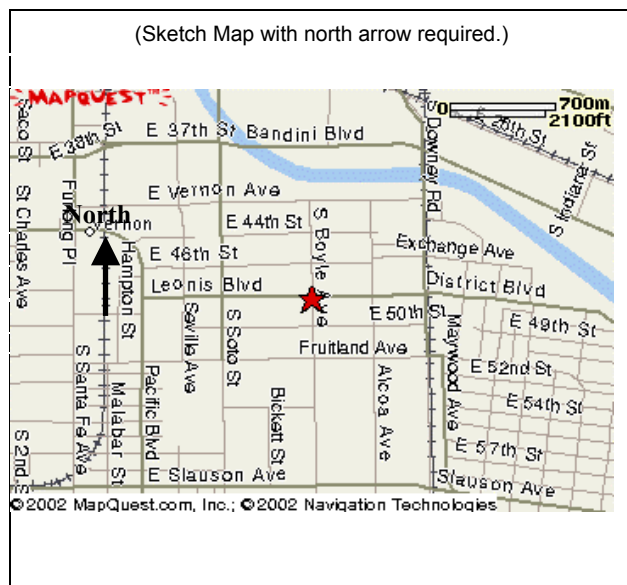 (Sketch Map with north arrow required.)
MAPQUEST™
0 700m
2100ft
Saco St
E 38th St
E 37th St
Bandini Blvd
S Downey Rd
E 26th St
S Indiana St
St Charles Ave
Furlong Pl
E Vernon Ave
North
Vernon
E 44th St
S Boyle Ave
Hampton St
E 46th St
Exchange Ave
Leonis Blvd
District Blvd
Seville Ave
S Soto St
E 50th St
E 49th St
Fruitland Ave
Maywood Ave
E 52nd St
S Santa Fe Ave
Malabar St
Pacific Blvd
Bickett St
Alcoa Ave
E 54th St
E 57th St
S 2nd S
E Slauson Ave
Slauson Ave
©2002 MapQuest.com, Inc.; ©2002 Navigation Technologies